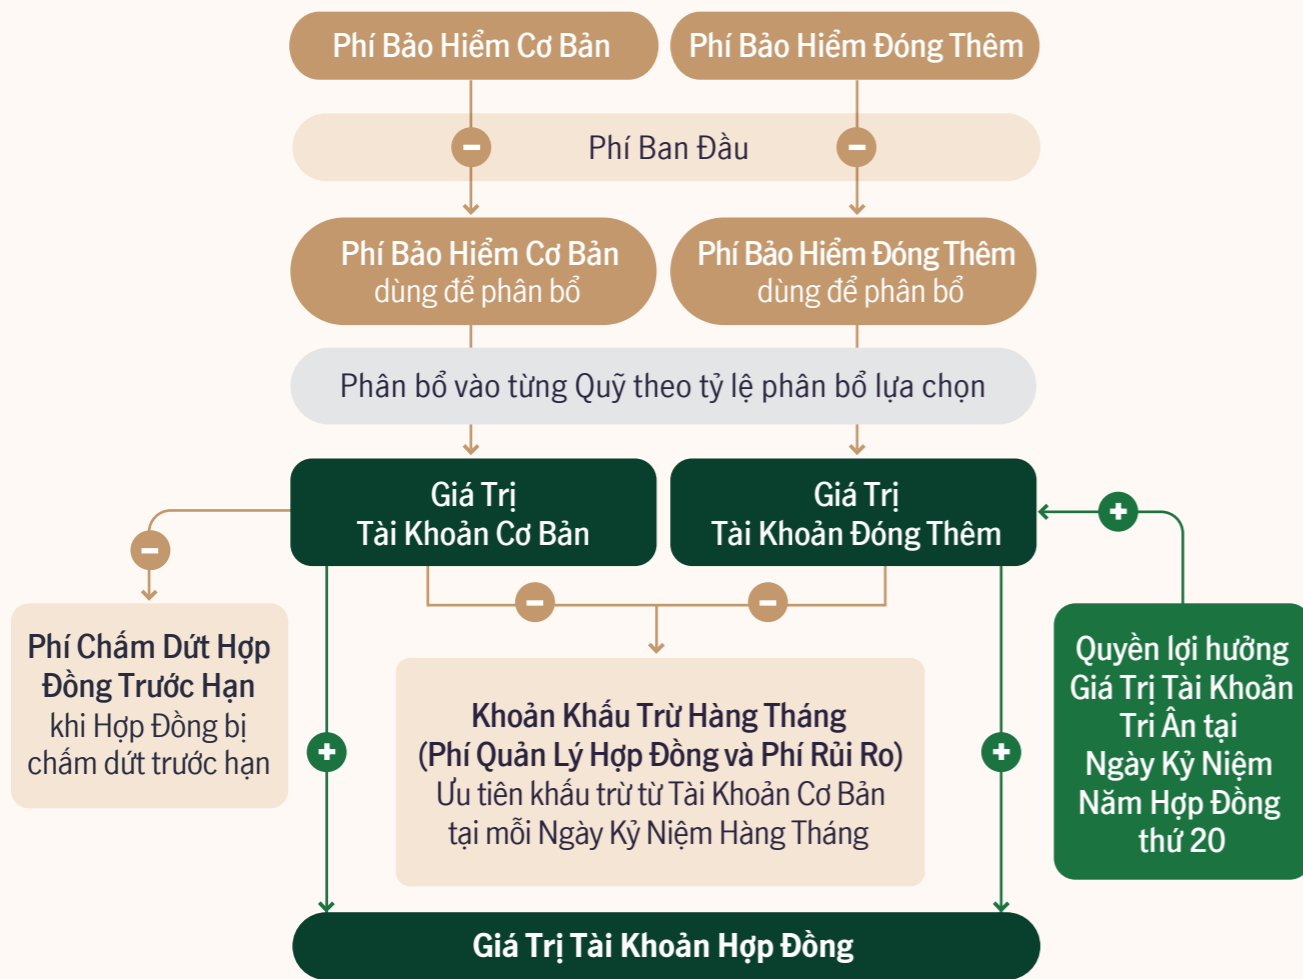 Phí Bảo Hiểm Cơ Bản
Phí Bảo Hiểm Đóng Thêm
Phí Ban Đầu
Phí Bảo Hiểm Cơ Bản
dùng để phân bổ
Phí Bảo Hiểm Đóng Thêm
dùng để phân bổ
Phân bổ vào từng Quỹ theo tỷ lệ phân bổ lựa chọn
Giá Trị
Tài Khoản Cơ Bản
Giá Trị
Tài Khoản Đóng Thêm
Phí Chấm Dứt Hợp
Đồng Trước Hạn
khi Hợp Đồng bị
chấm dứt trước hạn
Khoản Khấu Trừ Hàng Tháng
(Phí Quản Lý Hợp Đồng và Phí Rủi Ro)
Ưu tiên khấu trừ từ Tài Khoản Cơ Bản
tại mỗi Ngày Kỷ Niệm Hàng Tháng
Quyền lợi hưởng
Giá Trị Tài Khoản
Tri Ân tại
Ngày Kỷ Niệm
Năm Hợp Đồng
thứ 20
Giá Trị Tài Khoản Hợp Đồng